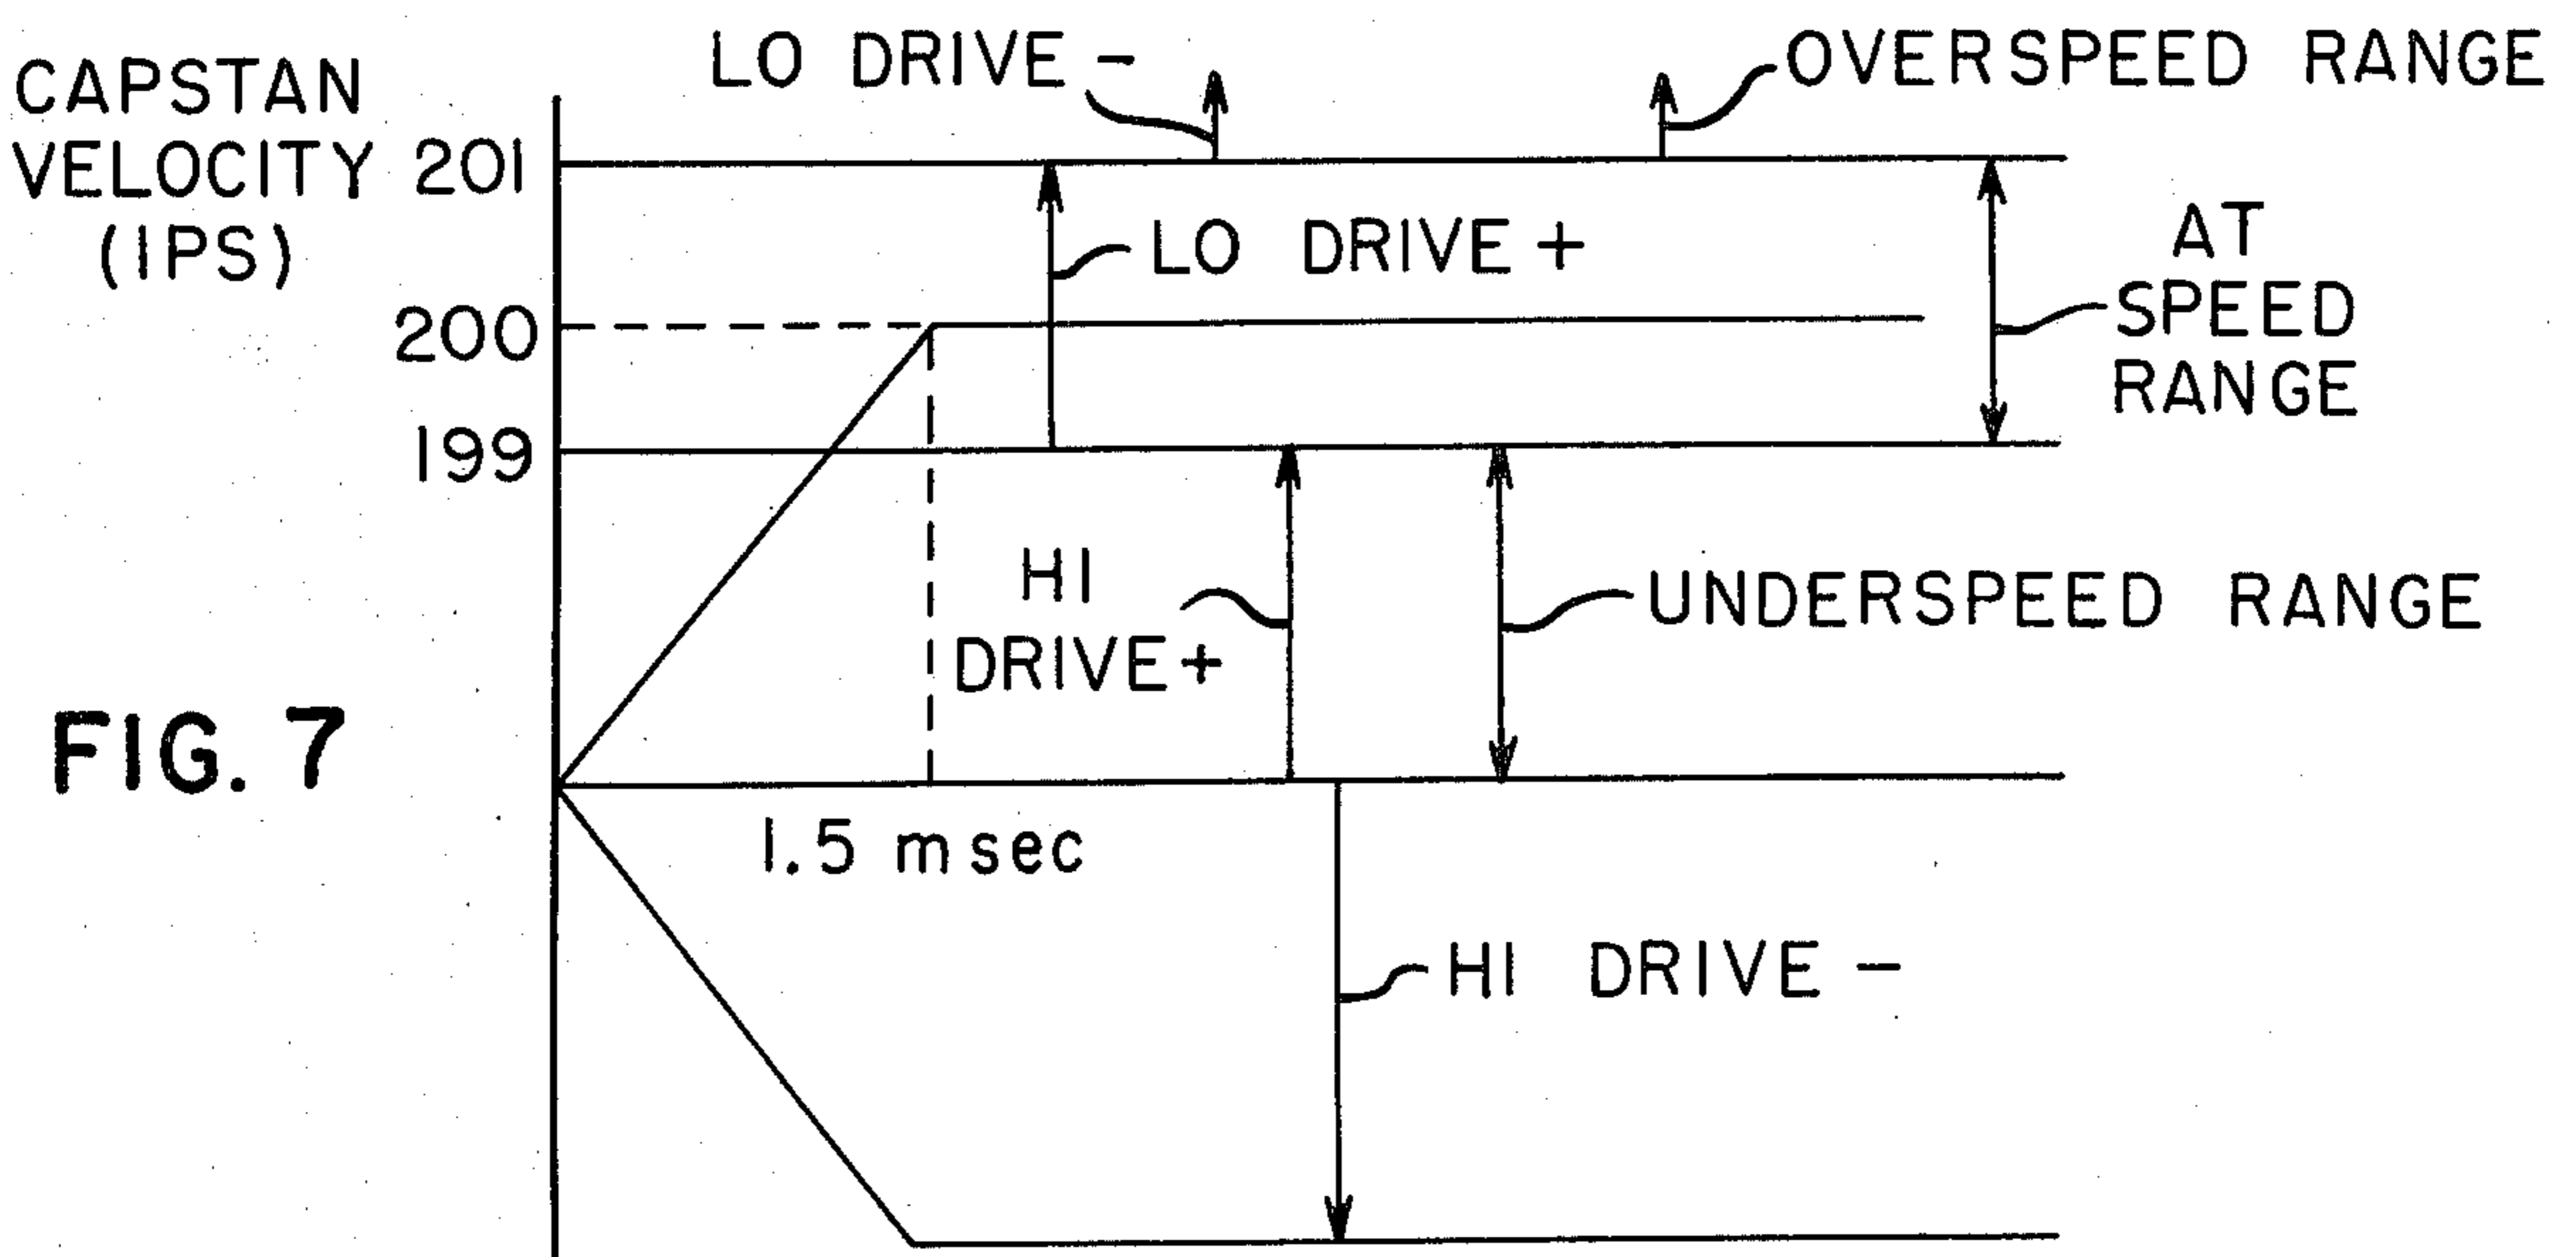 CAPSTAN
VELOCITY
(IPS)
LO DRIVE -
OVERSPEED RANGE
201
LO DRIVE +
AT
SPEED
RANGE
200
199
HI
DRIVE +
UNDERSPEED RANGE
FIG. 7
1.5 msec
HI DRIVE -